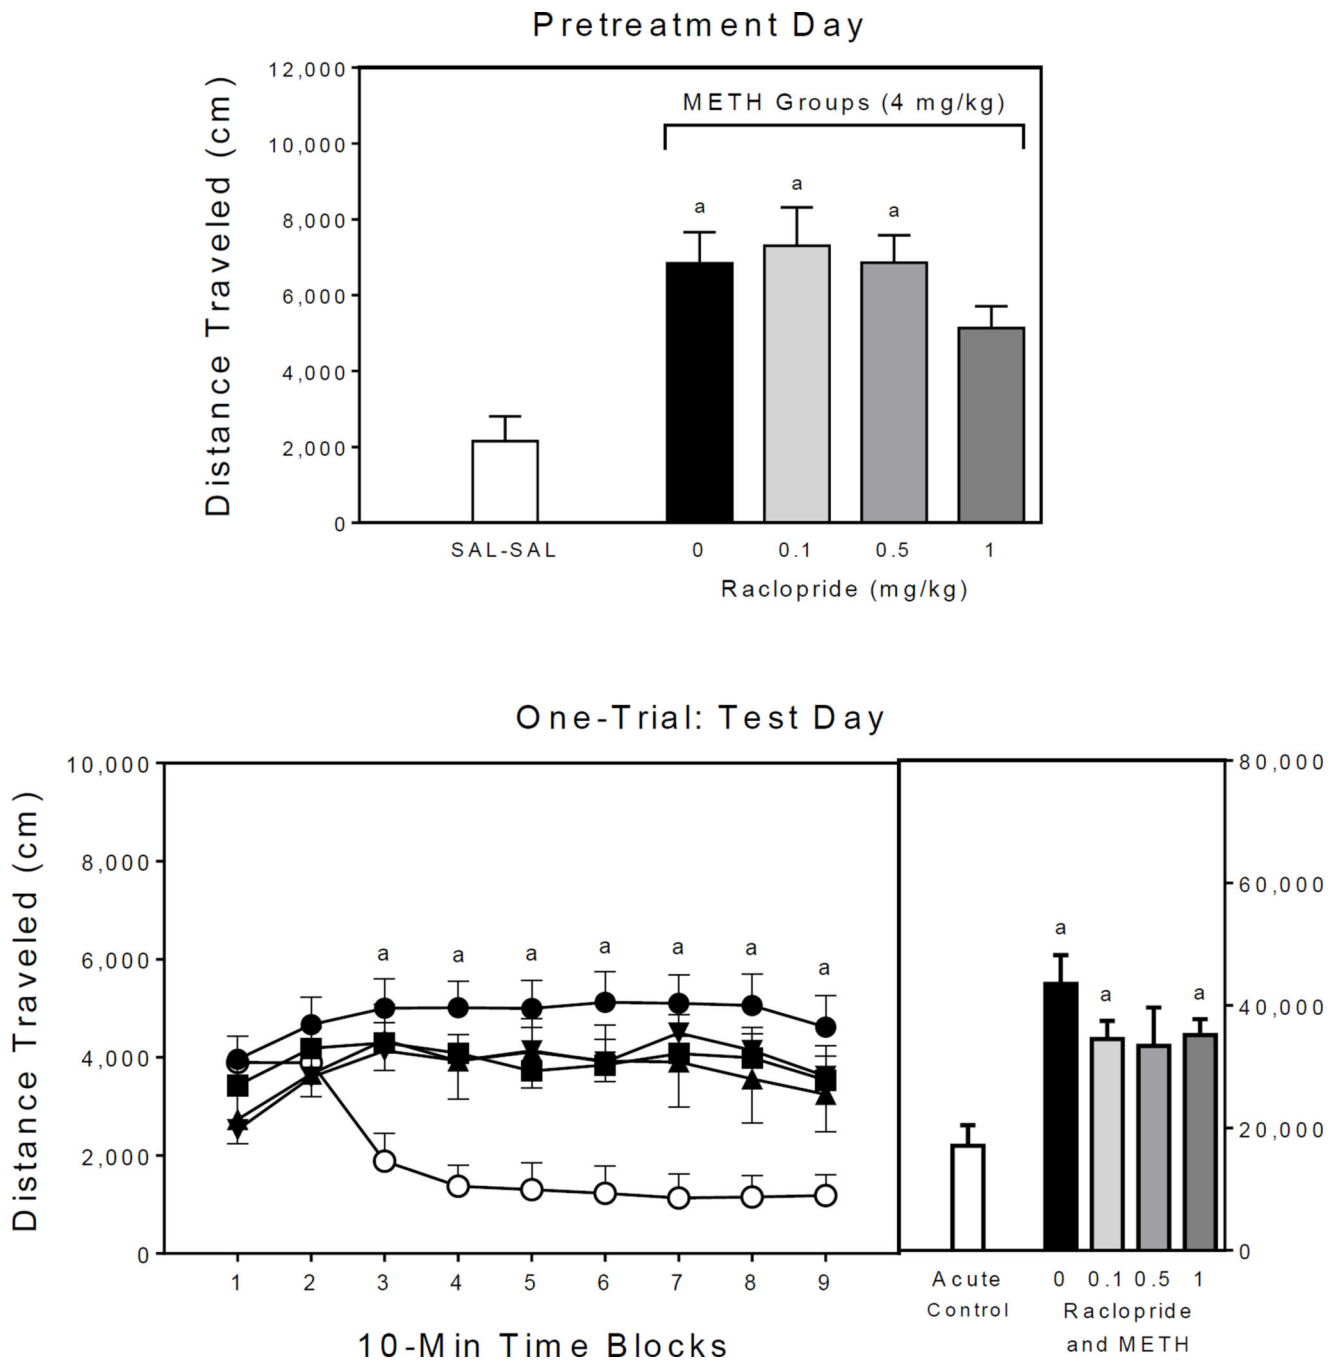 Pretreatment Day
Distance Traveled (cm)
12,000
10,000
8,000
6,000
4,000
2,000
0
METH Groups (4 mg/kg)
a
a
a
SAL-SAL
0
0.1
0.5
1
Raclopride (mg/kg)
One-Trial: Test Day
Distance Traveled (cm)
10,000
8,000
6,000
4,000
2,000
0
a
a
a
a
a
a
a
1
2
3
4
5
6
7
8
9
10-Min Time Blocks
80,000
60,000
40,000
20,000
0
a
a
a
Acute
Control
0
0.1
0.5
1
Raclopride
and METH